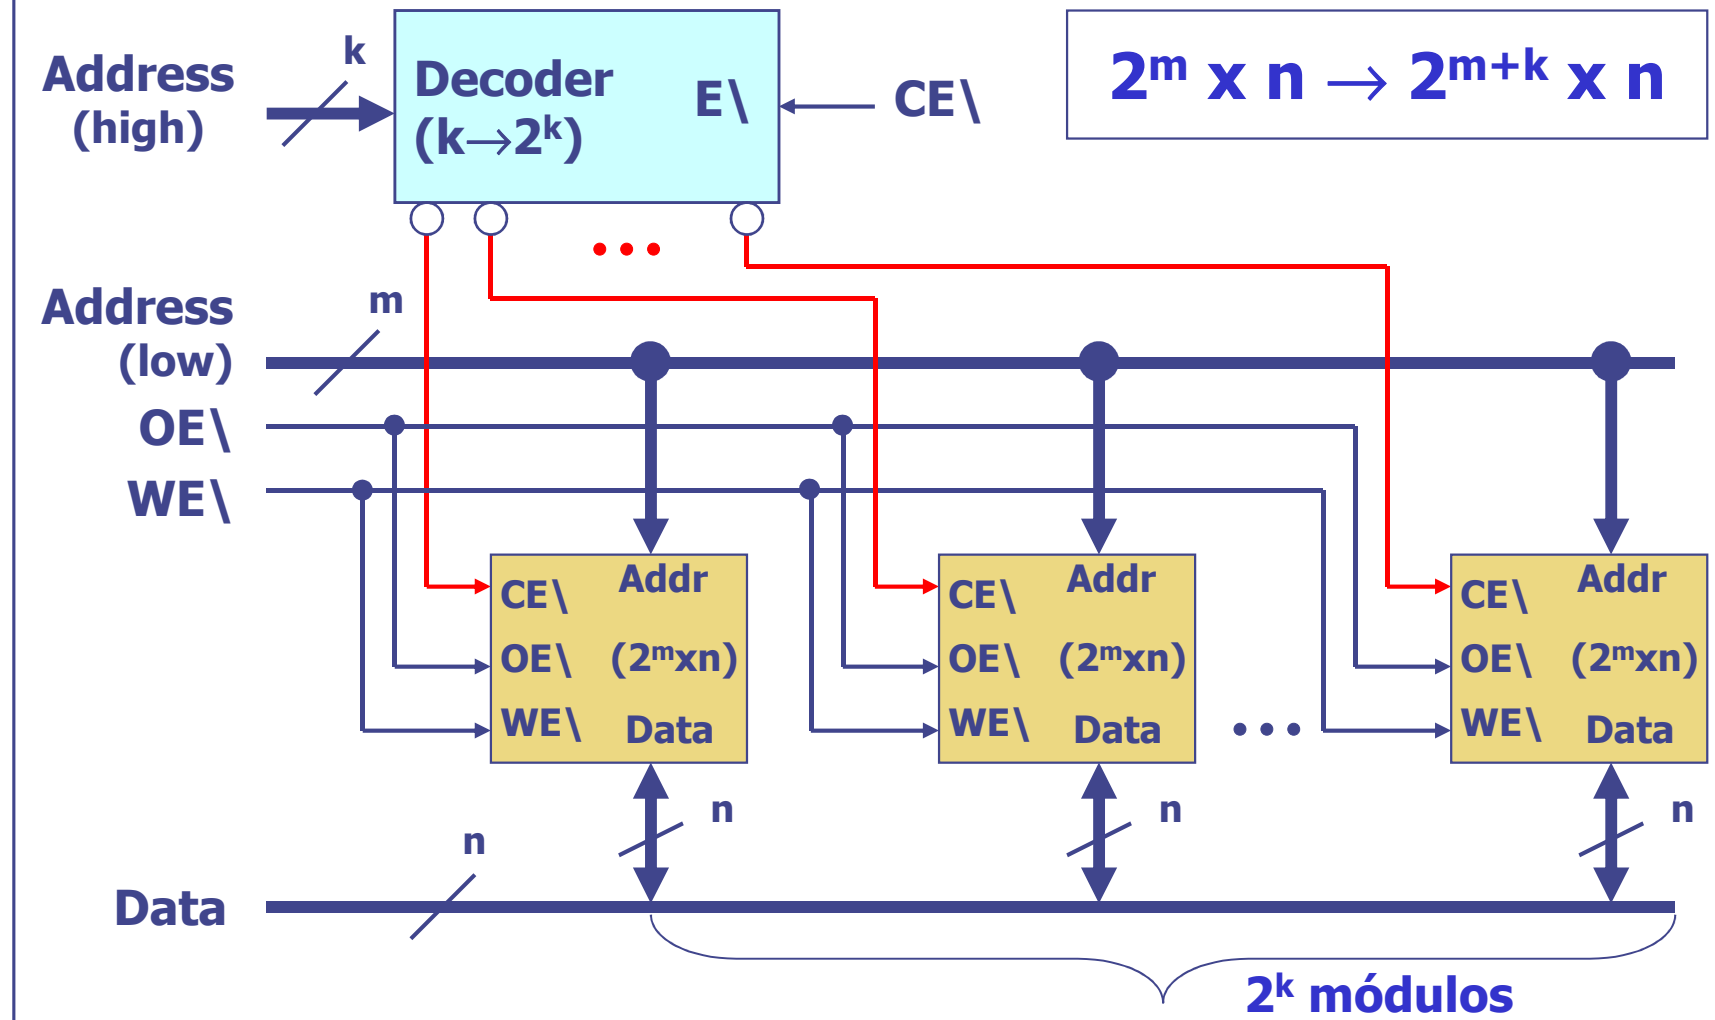 k
Address
(high)
Decoder
(k→2ᵏ)
E\
CE\
2ᵐ x n → 2ᵐ⁺ᵏ x n
•••
Address
(low)
m
OE\
WE\
CE\ Addr
OE\ (2ᵐxn)
WE\ Data
CE\ Addr
OE\ (2ᵐxn)
WE\ Data
•••
CE\ Addr
OE\ (2ᵐxn)
WE\ Data
n
n
n
n
Data
2ᵏ módulos